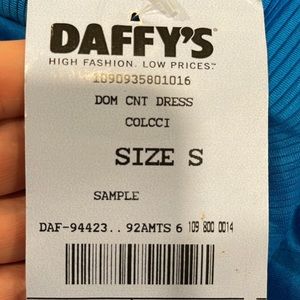 DAFFY'S
HIGH FASHION. LOW PRICES.™
1090935801016
DOM CNT DRESS
COLCCI
SIZE S
SAMPLE
DAF-94423..92AMTS 6 109 800 0014